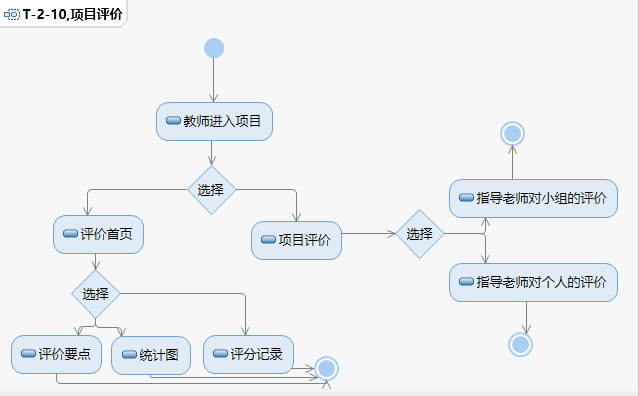 T-2-10,项目评价
教师进入项目
选择
指导老师对小组的评价
评价首页
项目评价
选择
指导老师对个人的评价
选择
评价要点
统计图
评分记录